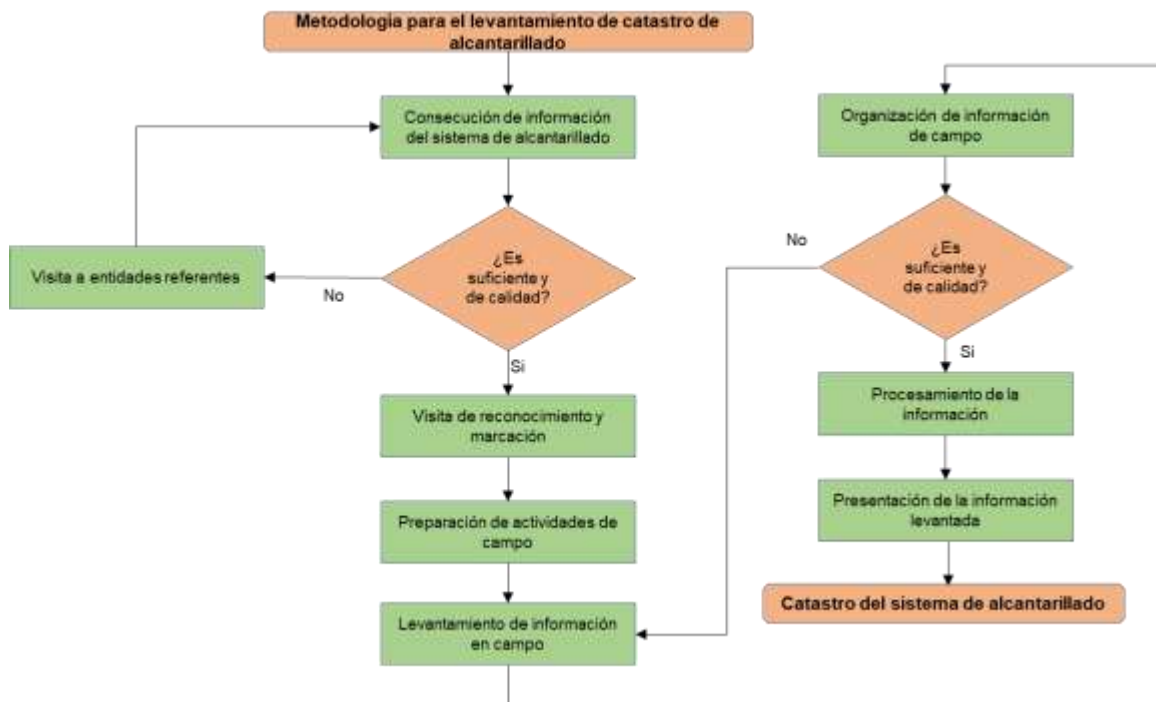 Metodología para el levantamiento de catastro de
alcantarillado
Consecución de información
del sistema de alcantarillado
¿Es
suficiente y
de calidad?
No
Visita a entidades referentes
Si
Visita de reconocimiento y
marcación
Preparación de actividades de
campo
Levantamiento de información
en campo
Organización de información
de campo
¿Es
suficiente y
de calidad?
No
Si
Procesamiento de la
información
Presentación de la información
levantada
Catastro del sistema de alcantarillado